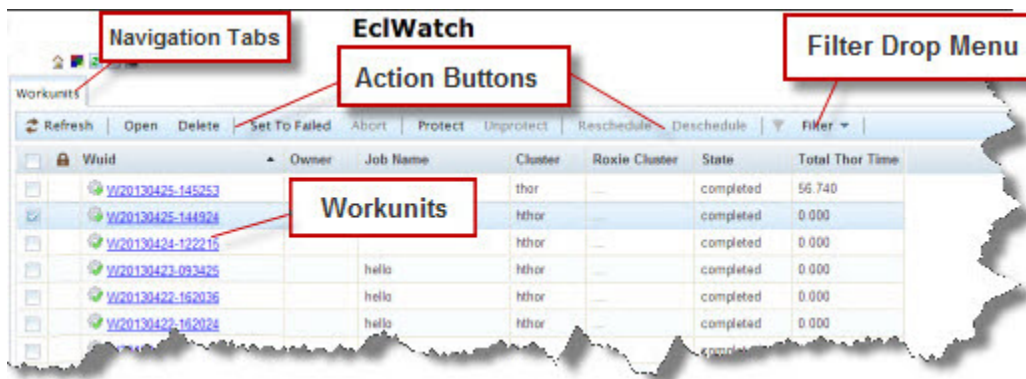 EclWatch
Navigation Tabs
Filter Drop Menu
Action Buttons
Workunits
Refresh Open Delete Set To Failed Abort Protect Unprotect Reschedule Deschedule Filter
Wuid Owner Job Name Cluster Roxie Cluster State Total Thor Time
W20130425-145253 thor completed 56.740
W20130425-144924 hthor completed 0.000
Workunits
W20130424-122215 hthor completed 0.000
W20130423-093425 hello hthor completed 0.000
W20130422-162036 hello hthor completed 0.000
W20130422-162024 hello hthor completed 0.000